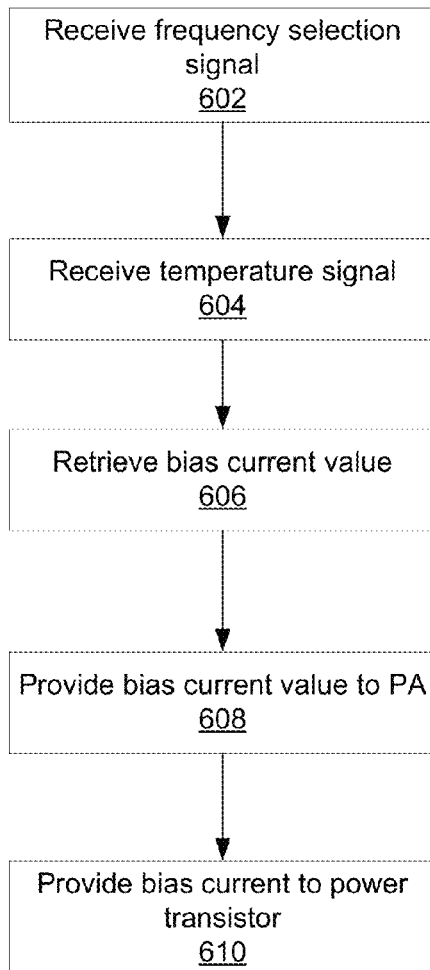 Receive frequency selection
signal
602
Receive temperature signal
604
Retrieve bias current value
606
Provide bias current value to PA
608
Provide bias current to power
transistor
610